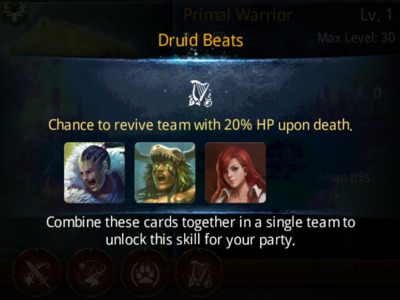 Primal Warrior
Lv. 1
Druid Beats
Max Level: 30
0
Chance to revive team with 20% HP upon death.
Combine these cards together in a single team to
unlock this skill for your party.